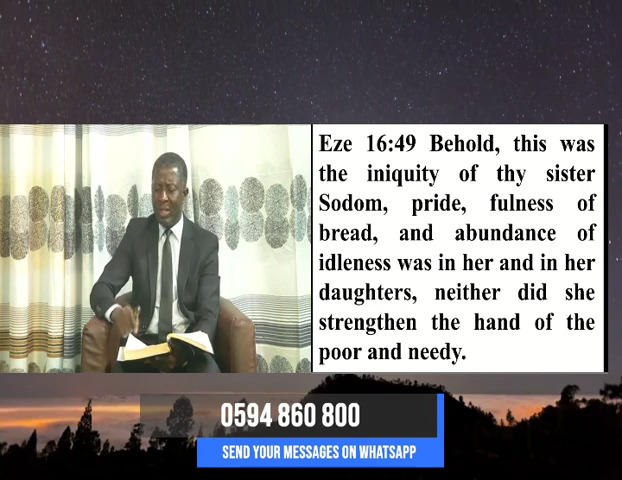 Eze 16:49 Behold, this was
the iniquity of thy sister
Sodom, pride, fulness of
bread, and abundance of
idleness was in her and in her
daughters, neither did she
strengthen the hand of the
poor and needy.
0594 860 800
SEND YOUR MESSAGES ON WHATSAPP